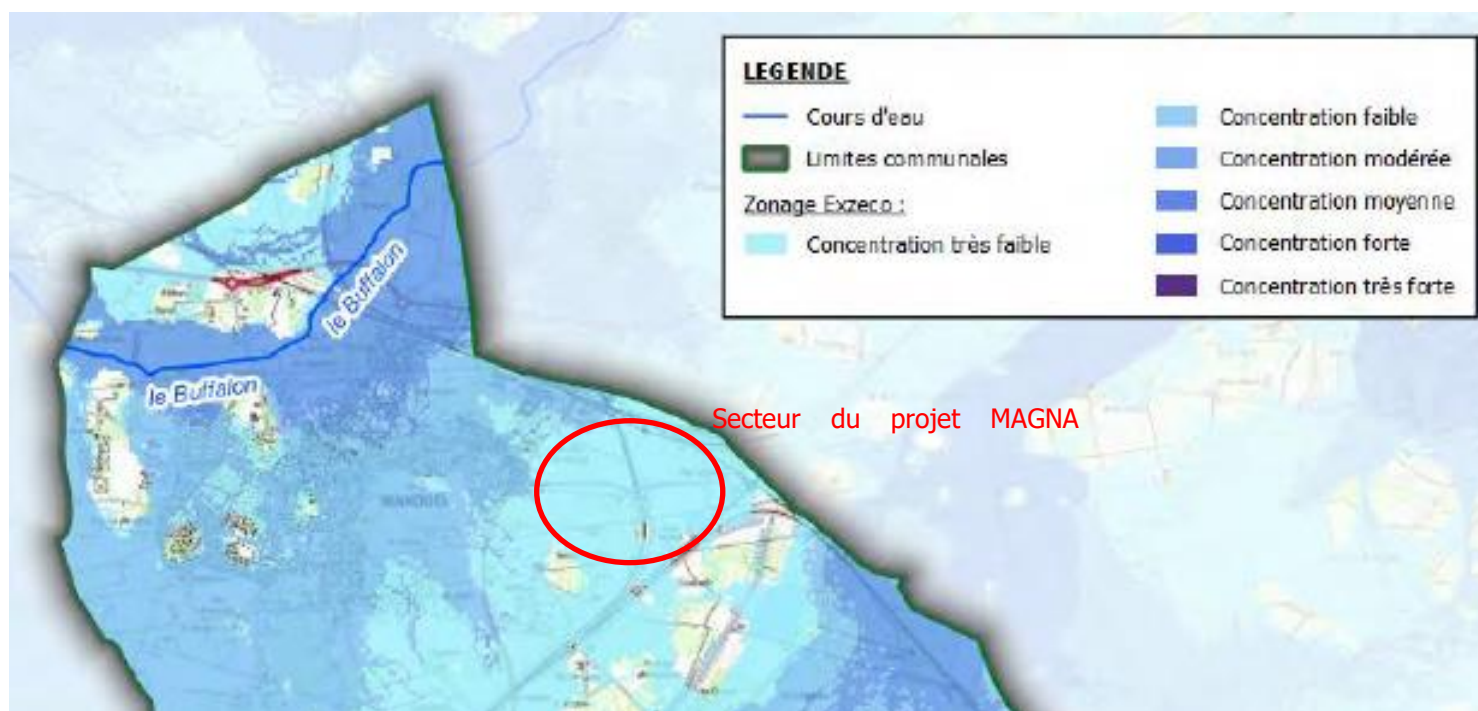 LEGENDE
Cours d'eau
Limites communales
Zonage Exzeco :
Concentration très faible
Concentration faible
Concentration modérée
Concentration moyenne
Concentration forte
Concentration très forte
le Buffalon
le Buffalon
Secteur du projet MAGNA
MANDUEL